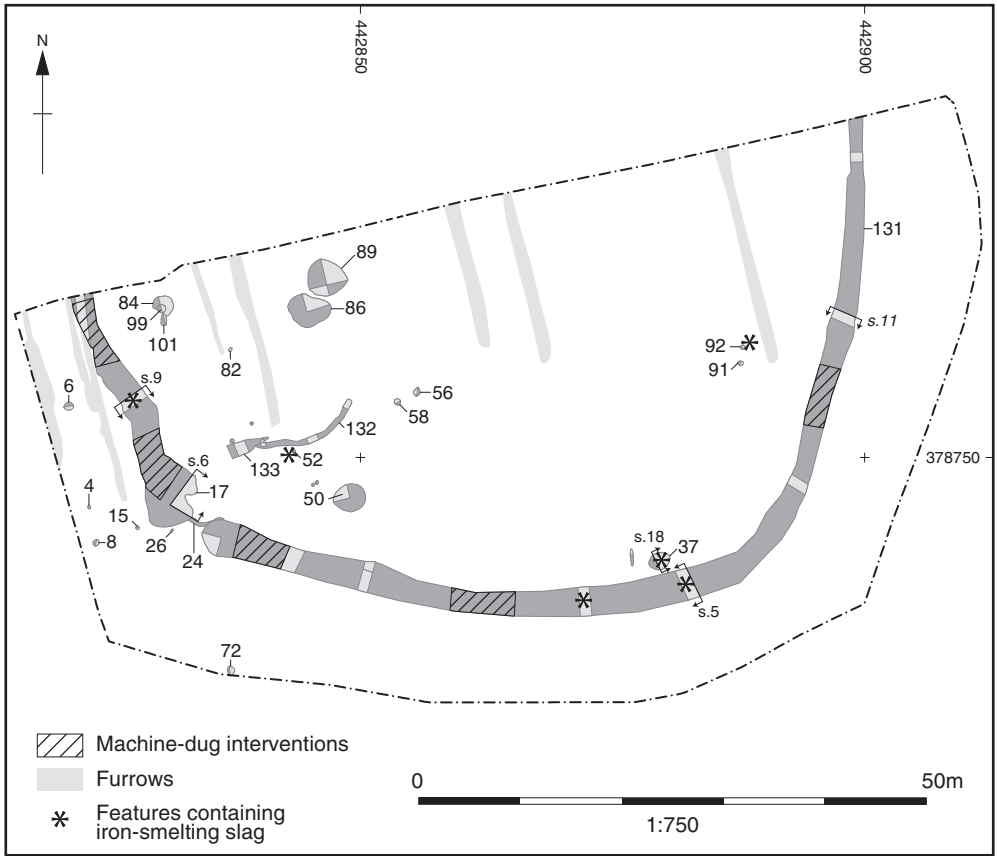 N
442850
442900
131
89
84
86
99
101
s.11
82
92
91
6
s.9
56
58
132
s.6
133
52
378750
17
50
4
15
8
26
24
s.18
37
s.5
72
Machine-dug interventions
Furrows
Features containing
iron-smelting slag
0
50m
1:750